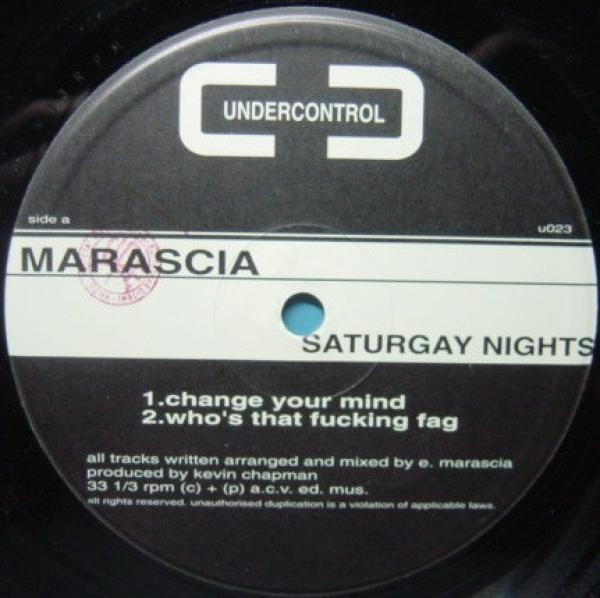 UNDERCONTROL
side a
u023
MARASCIA
SATURGAY NIGHTS
1.change your mind
2.who's that fucking fag
all tracks written arranged and mixed by e. marascia
produced by kevin chapman
33 1/3 rpm (c) + (p) a.c.v. ed. mus.
all rights reserved. unauthorised duplication is a violation of applicable laws.